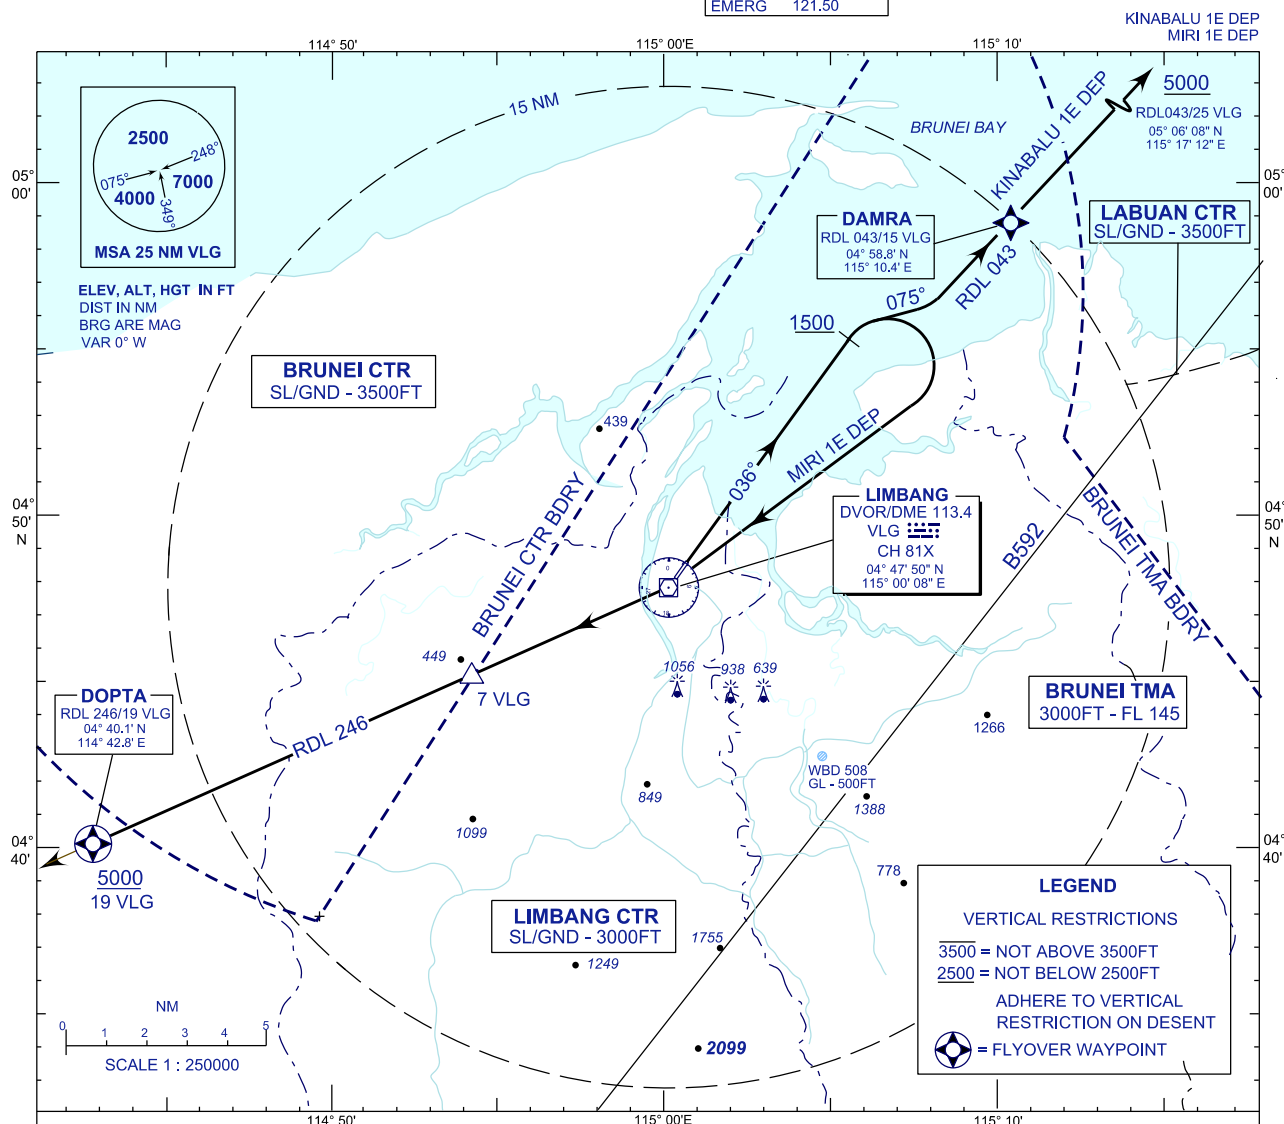 EMERG 121.50
KINABALU 1E DEP
MIRI 1E DEP
114° 50'
115° 00'E
115° 10'
5000
RDL043/25 VLG
05° 06' 08" N
115° 17' 12" E
15 NM
BRUNEI BAY
KINABALU 1E DEP
2500
248°
075°
7000
4000
349°
MSA 25 NM VLG
05°
00'
05°
00'
LABUAN CTR
SL/GND - 3500FT
DAMRA
RDL 043/15 VLG
04° 58.8' N
115° 10.4' E
RDL 043
075°
ELEV, ALT, HGT IN FT
DIST IN NM
BRG ARE MAG
VAR 0° W
1500
BRUNEI CTR
SL/GND - 3500FT
439
MIRI 1E DEP
036°
LIMBANG
DVOR/DME 113.4
VLG
CH 81X
04° 47' 50" N
115° 00' 08" E
04°
50'
N
04°
50'
N
BRUNEI CTR BDRY
B592
BRUNEI TMA BDRY
0
449
7 VLG
1056
938
639
DOPTA
RDL 246/19 VLG
04° 40.1' N
114° 42.8' E
RDL 246
BRUNEI TMA
3000FT - FL 145
1266
WBD 508
GL - 500FT
849
1388
1099
04°
40'
04°
40'
5000
19 VLG
778
LIMBANG CTR
SL/GND - 3000FT
1755
1249
2099
LEGEND
VERTICAL RESTRICTIONS
3500 = NOT ABOVE 3500FT
2500 = NOT BELOW 2500FT
ADHERE TO VERTICAL
RESTRICTION ON DESENT
= FLYOVER WAYPOINT
NM
0 1 2 3 4 5
SCALE 1 : 250000
114° 50'
115° 00'E
115° 10'